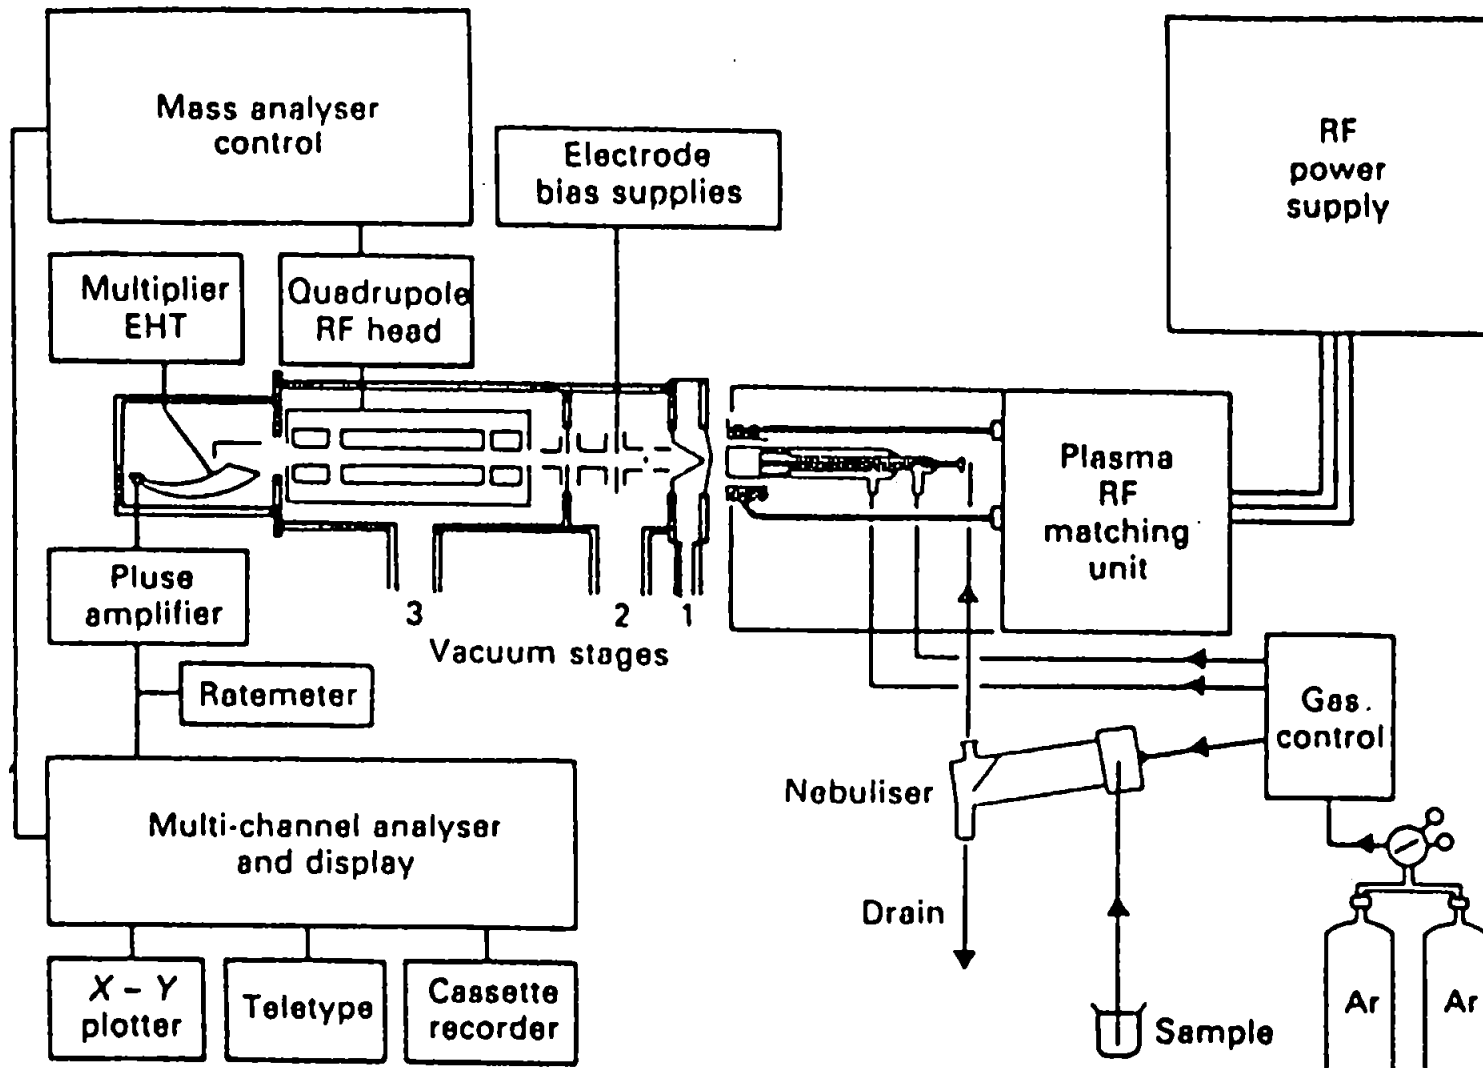 Mass analyser
control
Electrode
bias supplies
RF
power
supply
Multiplier
EHT
Quadrupole
RF head
Plasma
RF
matching
unit
Pluse
amplifier
3
2
1
Vacuum stages
Ratemeter
Gas.
control
Nebuliser
Multi-channel analyser
and display
Drain
X – Y
plotter
Teletype
Cassette
recorder
Sample
Ar
Ar